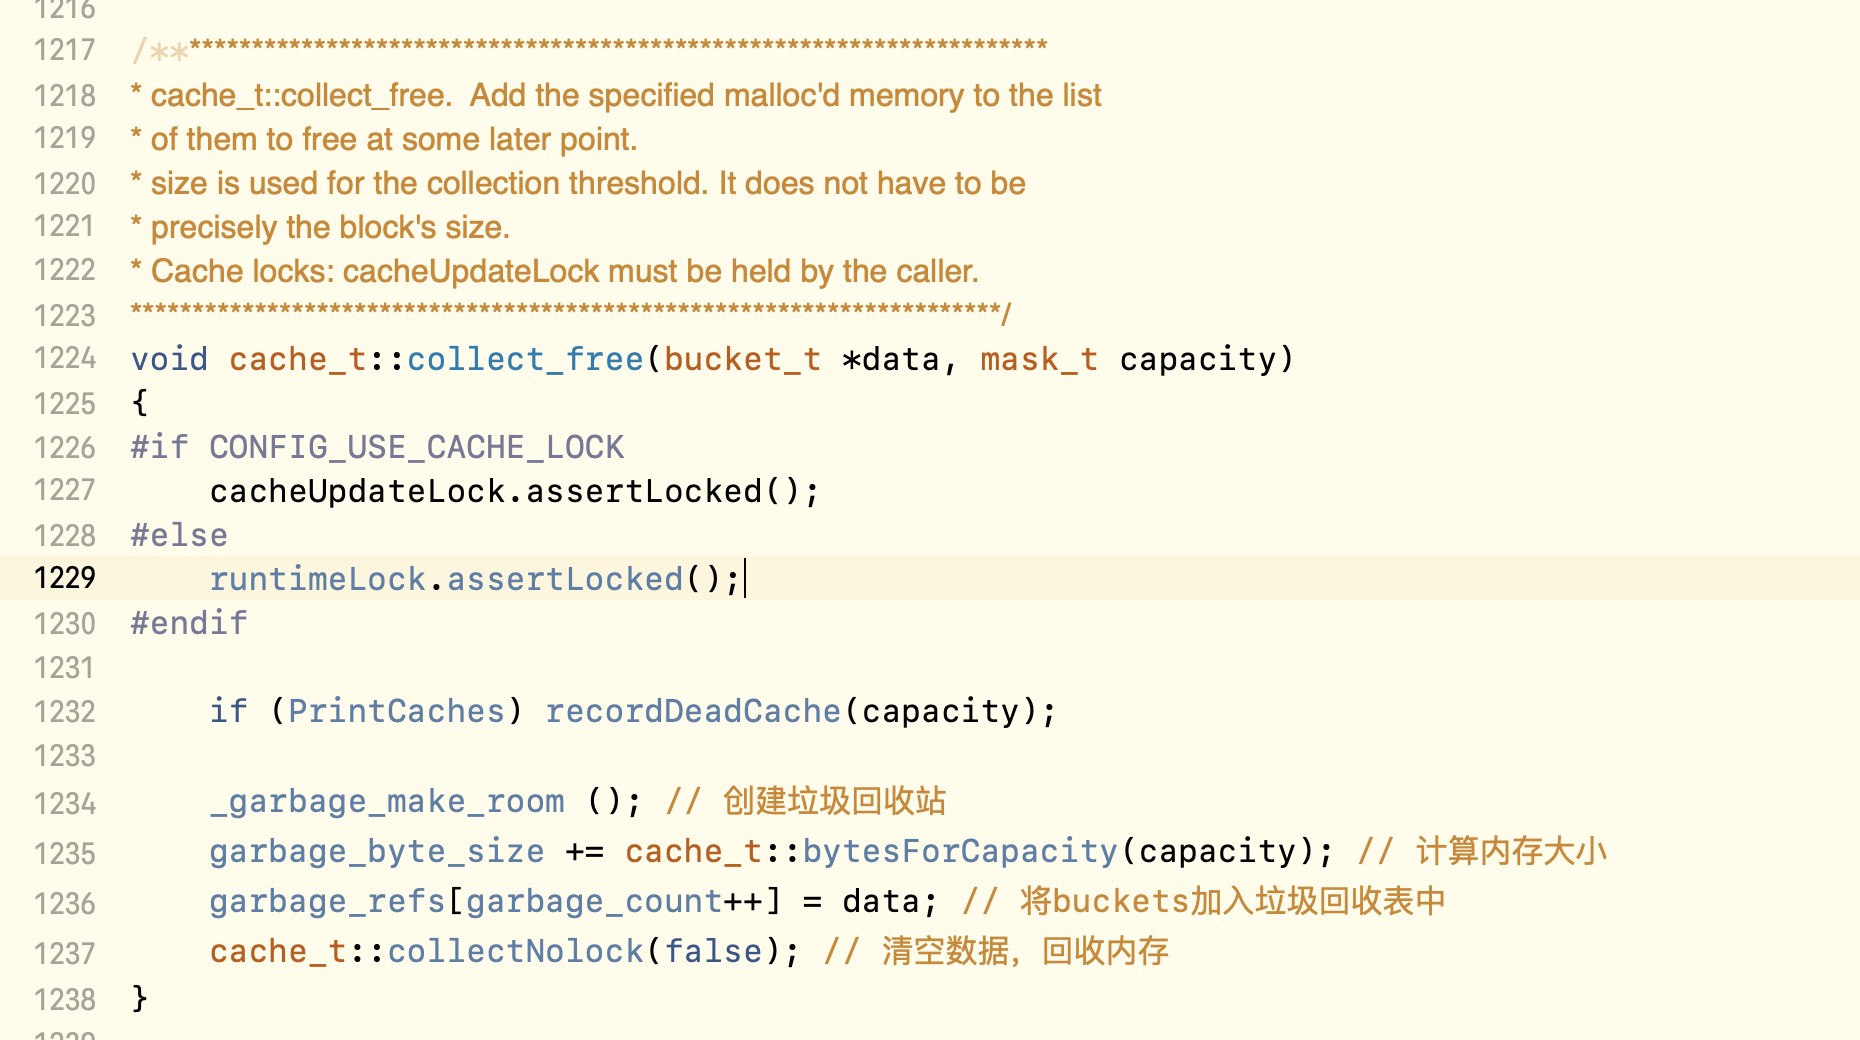 1216
1217 /***********************************************************************
1218 * cache_t::collect_free.  Add the specified malloc'd memory to the list
1219 * of them to free at some later point.
1220 * size is used for the collection threshold. It does not have to be
1221 * precisely the block's size.
1222 * Cache locks: cacheUpdateLock must be held by the caller.
1223 **********************************************************************/
1224 void cache_t::collect_free(bucket_t *data, mask_t capacity)
1225 {
1226 #if CONFIG_USE_CACHE_LOCK
1227     cacheUpdateLock.assertLocked();
1228 #else
1229     runtimeLock.assertLocked();
1230 #endif
1231
1232     if (PrintCaches) recordDeadCache(capacity);
1233
1234     _garbage_make_room (); // 创建垃圾回收站
1235     garbage_byte_size += cache_t::bytesForCapacity(capacity); // 计算内存大小
1236     garbage_refs[garbage_count++] = data; // 将buckets加入垃圾回收表中
1237     cache_t::collectNolock(false); // 清空数据，回收内存
1238 }